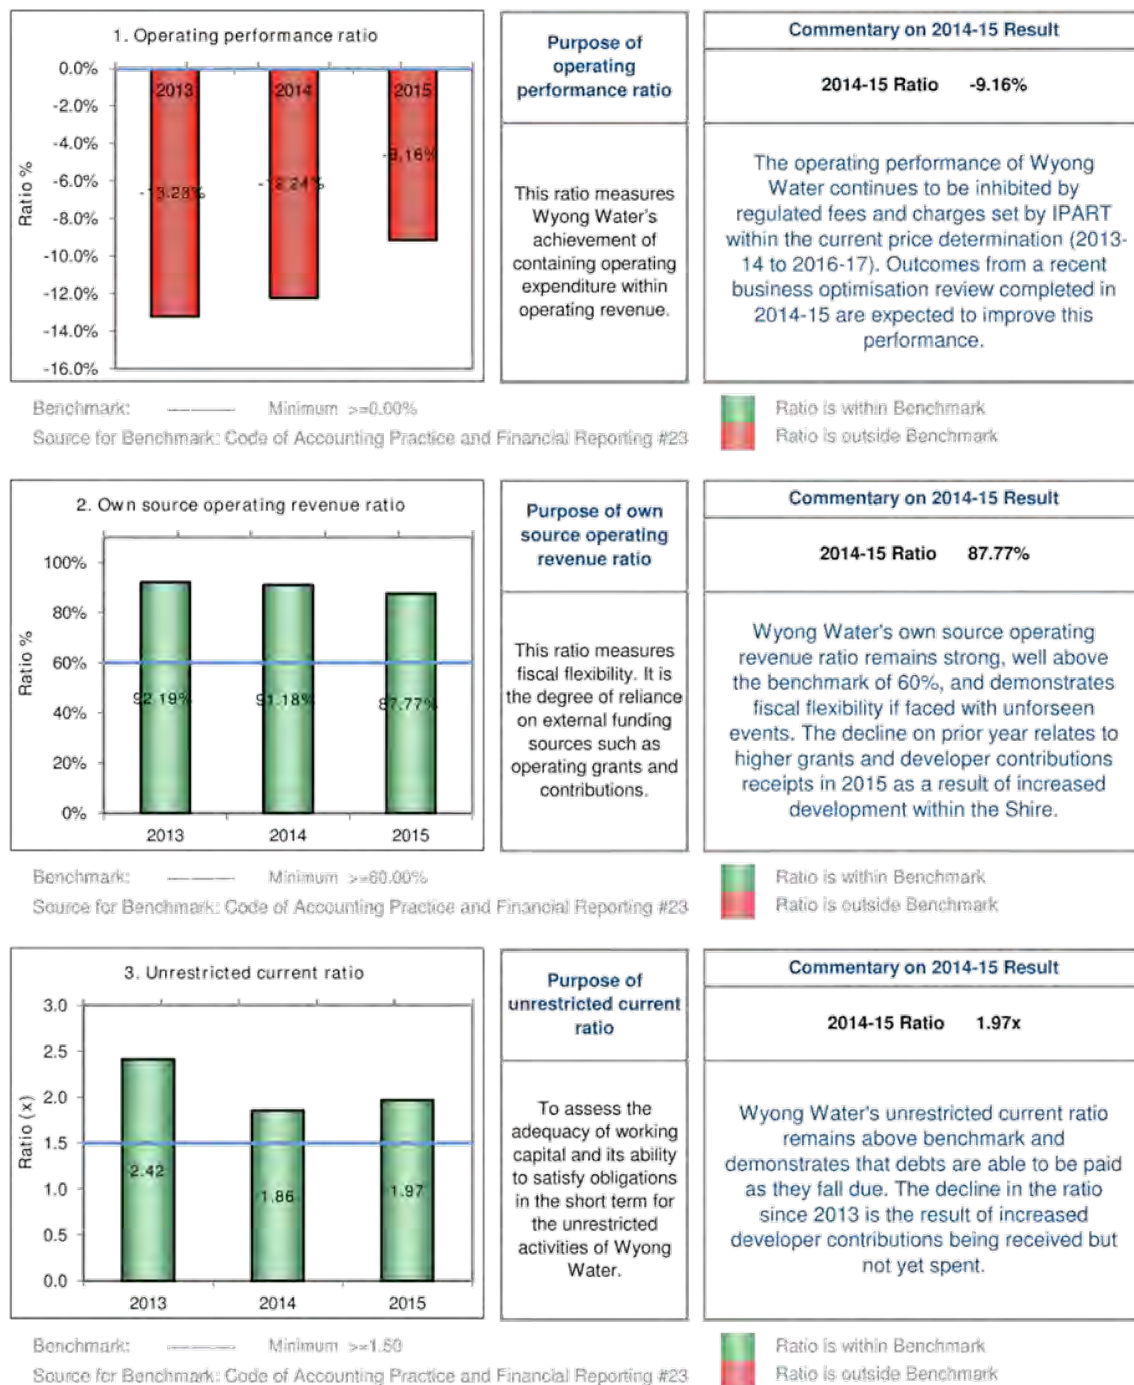 1. Operating performance ratio
0.0%
-2.0%
-4.0%
-6.0%
-8.0%
-10.0%
-12.0%
-14.0%
-16.0%
Ratio %
2013
2014
2015
-13.23%
-12.24%
-9.16%
Purpose of
operating
performance ratio
This ratio measures
Wyong Water's
achievement of
containing operating
expenditure within
operating revenue.
Commentary on 2014-15 Result
2014-15 Ratio -9.16%
The operating performance of Wyong
Water continues to be inhibited by
regulated fees and charges set by IPART
within the current price determination (2013-
14 to 2016-17). Outcomes from a recent
business optimisation review completed in
2014-15 are expected to improve this
performance.
Benchmark: Minimum >=0.00%
Source for Benchmark: Code of Accounting Practice and Financial Reporting #23
Ratio is within Benchmark
Ratio is outside Benchmark
2. Own source operating revenue ratio
100%
80%
60%
40%
20%
0%
Ratio %
92.19%
91.18%
87.77%
2013
2014
2015
Purpose of own
source operating
revenue ratio
This ratio measures
fiscal flexibility. It is
the degree of reliance
on external funding
sources such as
operating grants and
contributions.
Commentary on 2014-15 Result
2014-15 Ratio 87.77%
Wyong Water's own source operating
revenue ratio remains strong, well above
the benchmark of 60%, and demonstrates
fiscal flexibility if faced with unforseen
events. The decline on prior year relates to
higher grants and developer contributions
receipts in 2015 as a result of increased
development within the Shire.
Benchmark: Minimum >=60.00%
Source for Benchmark: Code of Accounting Practice and Financial Reporting #23
Ratio is within Benchmark
Ratio is outside Benchmark
3. Unrestricted current ratio
3.0
2.5
2.0
1.5
1.0
0.5
0.0
Ratio (x)
2.42
1.86
1.97
2013
2014
2015
Purpose of
unrestricted current
ratio
To assess the
adequacy of working
capital and its ability
to satisfy obligations
in the short term for
the unrestricted
activities of Wyong
Water.
Commentary on 2014-15 Result
2014-15 Ratio 1.97x
Wyong Water's unrestricted current ratio
remains above benchmark and
demonstrates that debts are able to be paid
as they fall due. The decline in the ratio
since 2013 is the result of increased
developer contributions being received but
not yet spent.
Benchmark: Minimum >=1.50
Source for Benchmark: Code of Accounting Practice and Financial Reporting #23
Ratio is within Benchmark
Ratio is outside Benchmark